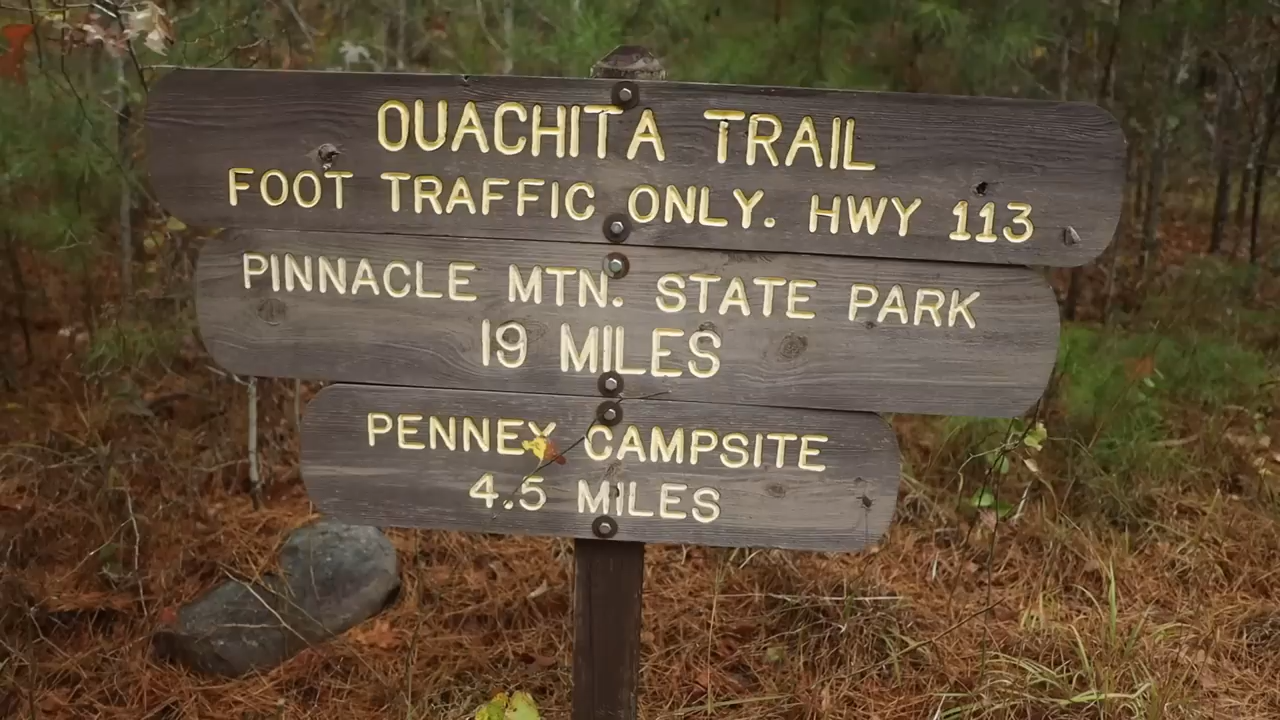 OUACHITA TRAIL
FOOT TRAFFIC ONLY. HWY 113
PINNACLE MTN. STATE PARK
19 MILES
PENNEY CAMPSITE
4.5 MILES